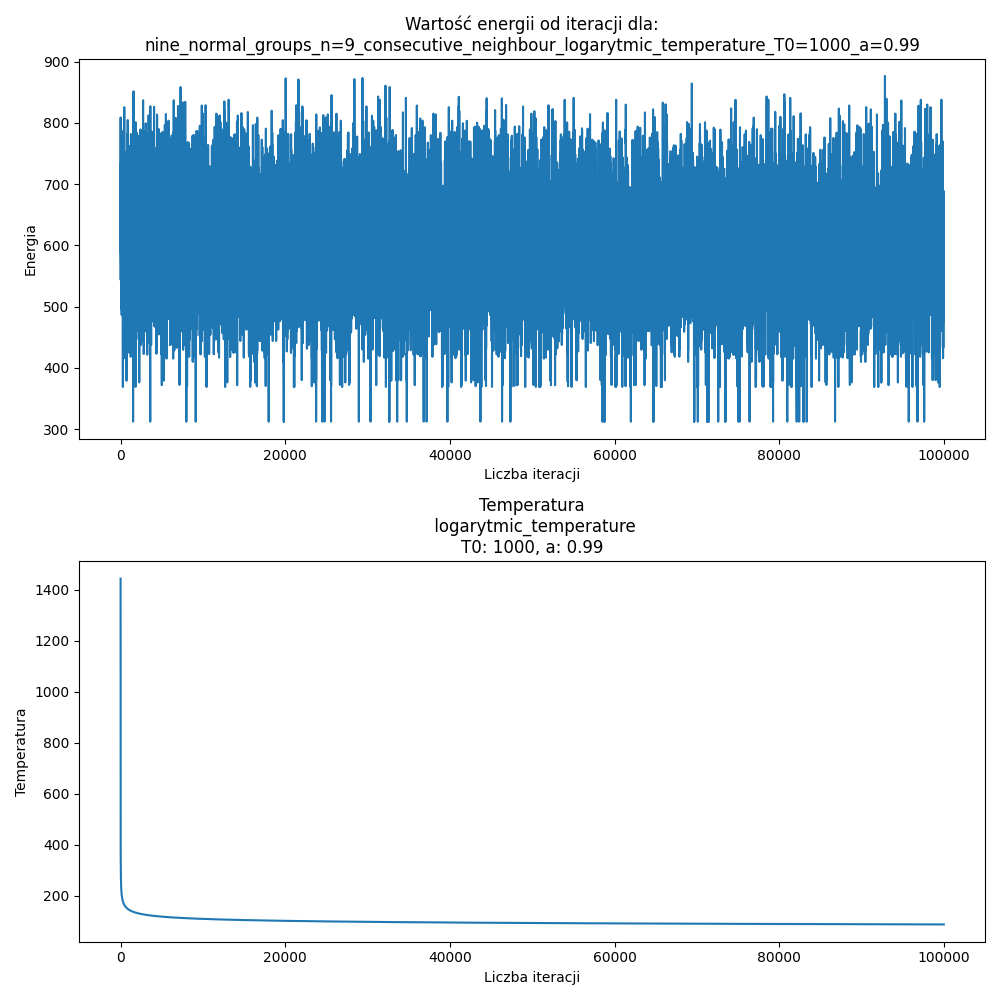 Wartość energii od iteracji dla:
nine_normal_groups_n=9_consecutive_neighbour_logarytmic_temperature_T0=1000_a=0.99
900
800
700
600
500
400
300
Energia
0 20000 40000 60000 80000 100000
Liczba iteracji
Temperatura
logarytmic_temperature
T0: 1000, a: 0.99
1400
1200
1000
800
600
400
200
Temperatura
0 20000 40000 60000 80000 100000
Liczba iteracji